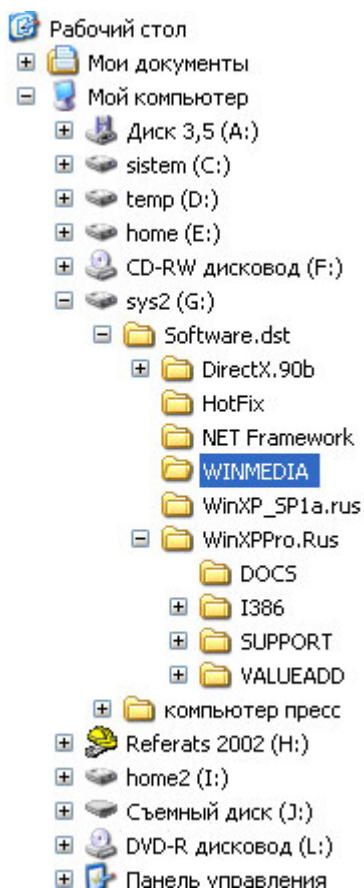 Рабочий стол
Мои документы
Мой компьютер
Диск 3,5 (A:)
sistem (C:)
temp (D:)
home (E:)
CD-RW дисковод (F:)
sys2 (G:)
Software.dst
DirectX.90b
HotFix
NET Framework
WINMEDIA
WinXP_SP1a.rus
WinXPPro.Rus
DOCS
I386
SUPPORT
VALUEADD
компьютер пресс
Referats 2002 (H:)
home2 (I:)
Съемный диск (J:)
DVD-R дисковод (L:)
Панель управления